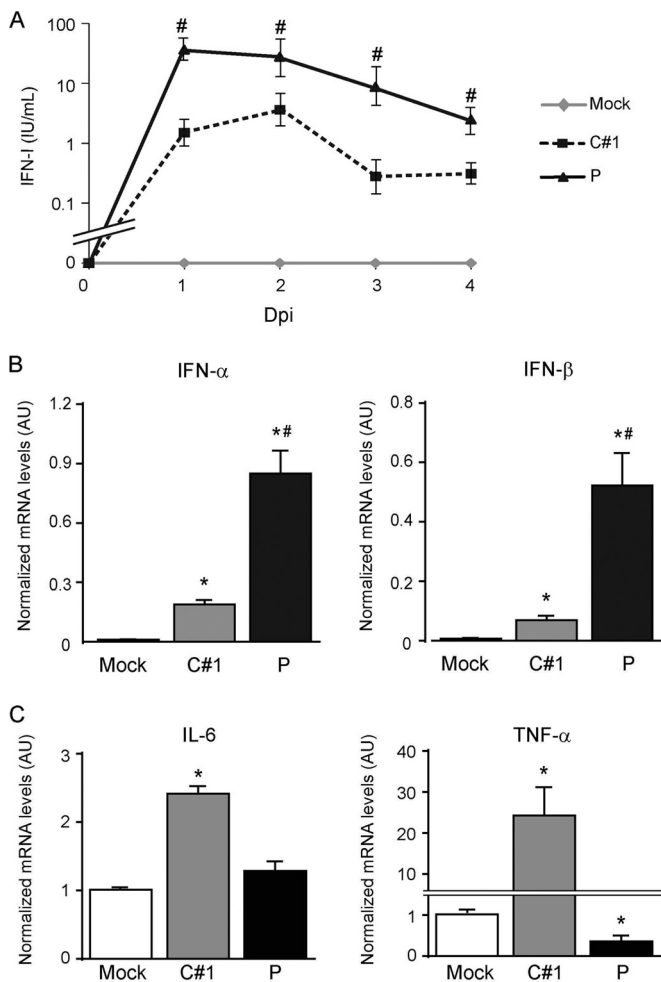 A
IFN-I (IU/mL)
100
10
1
0.1
0
# # # #
0 1 2 3 4
Dpi
Mock
C#1
P
B
IFN-α
Normalized mRNA levels (AU)
1.2
0.9
0.6
0.3
0
*
*#
Mock C#1 P
IFN-β
Normalized mRNA levels (AU)
0.8
0.6
0.4
0.2
0
*
*#
Mock C#1 P
C
IL-6
Normalized mRNA levels (AU)
3
2
1
0
*
Mock C#1 P
TNF-α
Normalized mRNA levels (AU)
40
30
20
10
1
0
*
*
Mock C#1 P